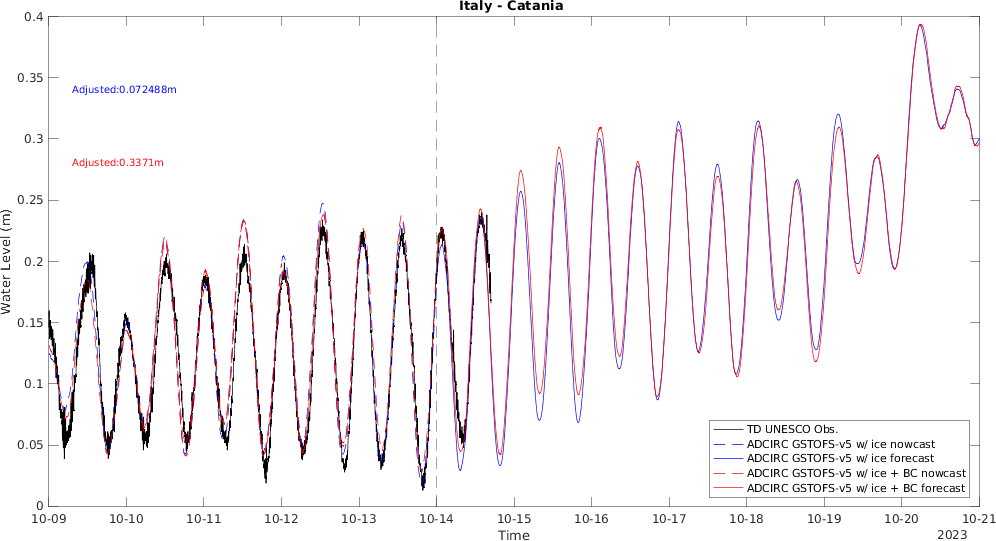 Italy - Catania
0.4
0.35
0.3
0.25
0.2
0.15
0.1
0.05
0
Water Level (m)
Adjusted:0.072488m
Adjusted:0.3371m
TD UNESCO Obs.
ADCIRC GSTOFS-v5 w/ ice nowcast
ADCIRC GSTOFS-v5 w/ ice forecast
ADCIRC GSTOFS-v5 w/ ice + BC nowcast
ADCIRC GSTOFS-v5 w/ ice + BC forecast
10-09 10-10 10-11 10-12 10-13 10-14 10-15 10-16 10-17 10-18 10-19 10-20 10-21
Time
2023